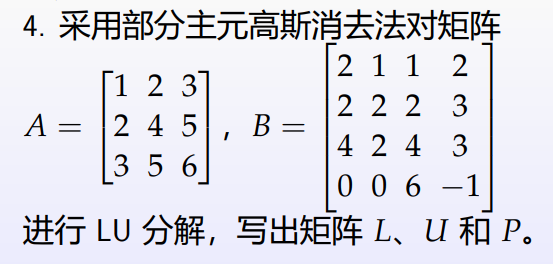 4. 采用部分主元高斯消去法对矩阵
A = [1 2 3; 2 4 5; 3 5 6], B = [2 1 1 2; 2 2 2 3; 4 2 4 3; 0 0 6 −1]
进行 LU 分解，写出矩阵 L、U 和 P。